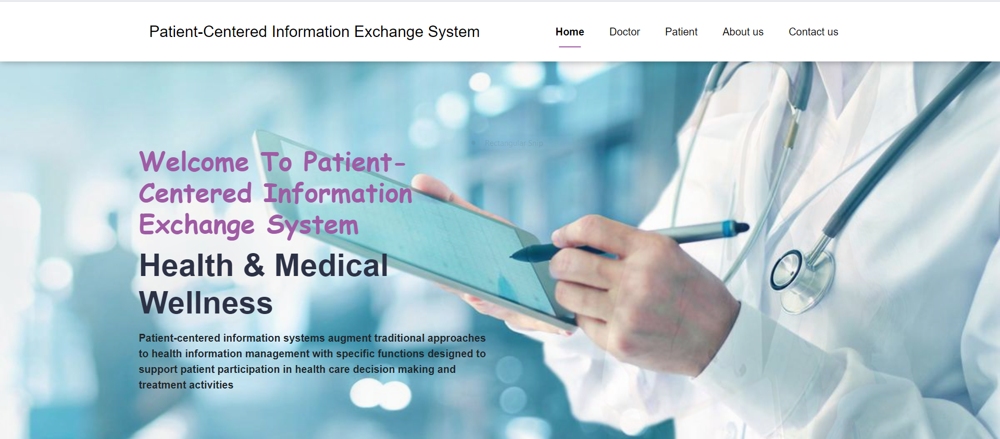 Patient-Centered Information Exchange System
Home
Doctor
Patient
About us
Contact us
Rectangular Snip
Welcome To Patient-
Centered Information
Exchange System
Health & Medical
Wellness
Patient-centered information systems augment traditional approaches
to health information management with specific functions designed to
support patient participation in health care decision making and
treatment activities